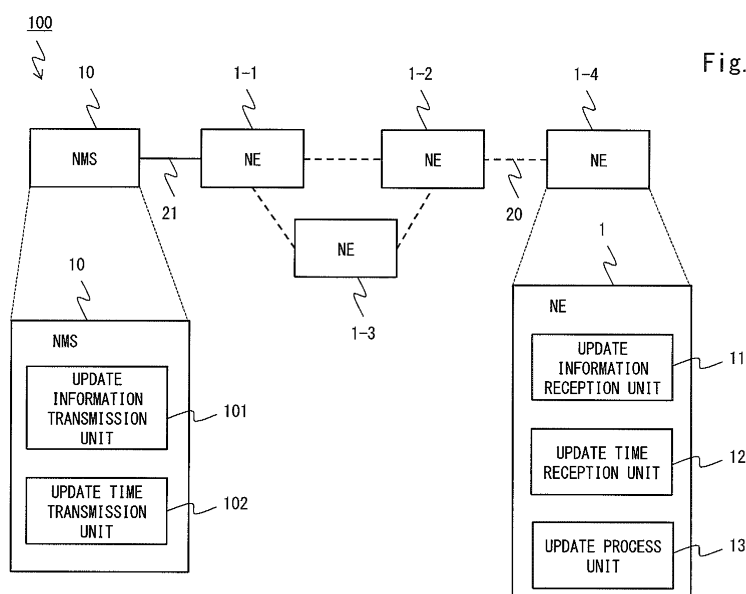 100
10
1-1
1-2
1-4
Fig.
NMS
NE
NE
NE
21
20
NE
1-3
10
1
NMS
UPDATE
INFORMATION
TRANSMISSION
UNIT
101
UPDATE TIME
TRANSMISSION
UNIT
102
NE
UPDATE
INFORMATION
RECEPTION UNIT
11
UPDATE TIME
RECEPTION UNIT
12
UPDATE PROCESS
UNIT
13